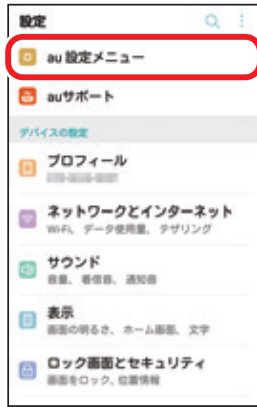 設定
au 設定メニュー
auサポート
デバイスの設定
プロフィール
ネットワークとインターネット
Wi-Fi、データ使用量、テザリング
サウンド
音量、着信音、通知音
表示
画面の明るさ、ホーム画面、文字
ロック画面とセキュリティ
画面をロック、位置情報